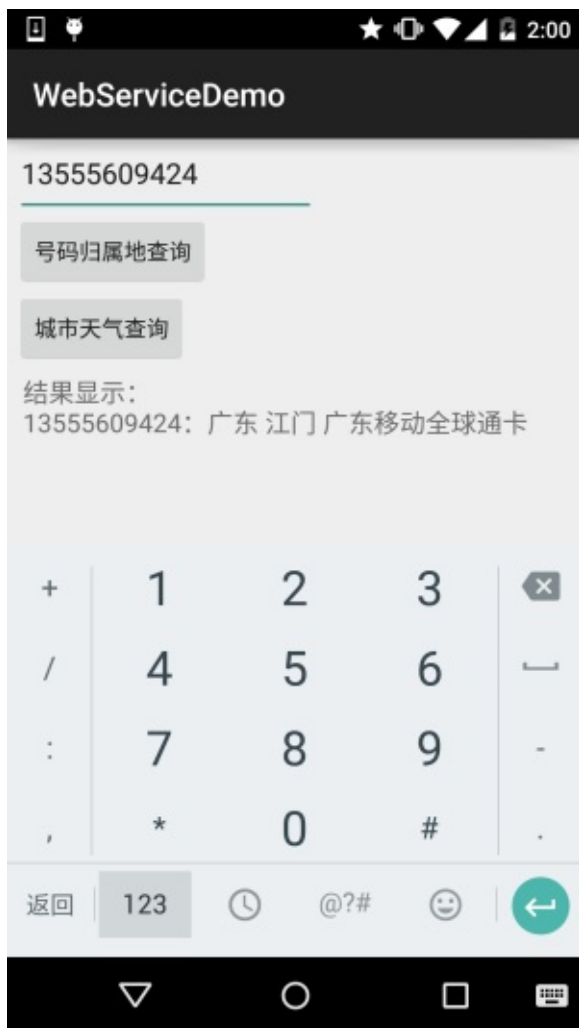 2:00
WebServiceDemo
13555609424
号码归属地查询
城市天气查询
结果显示：
13555609424：广东 江门 广东移动全球通卡
+ 1 2 3
/ 4 5 6
: 7 8 9 -
, * 0 # .
返回 123 @?#